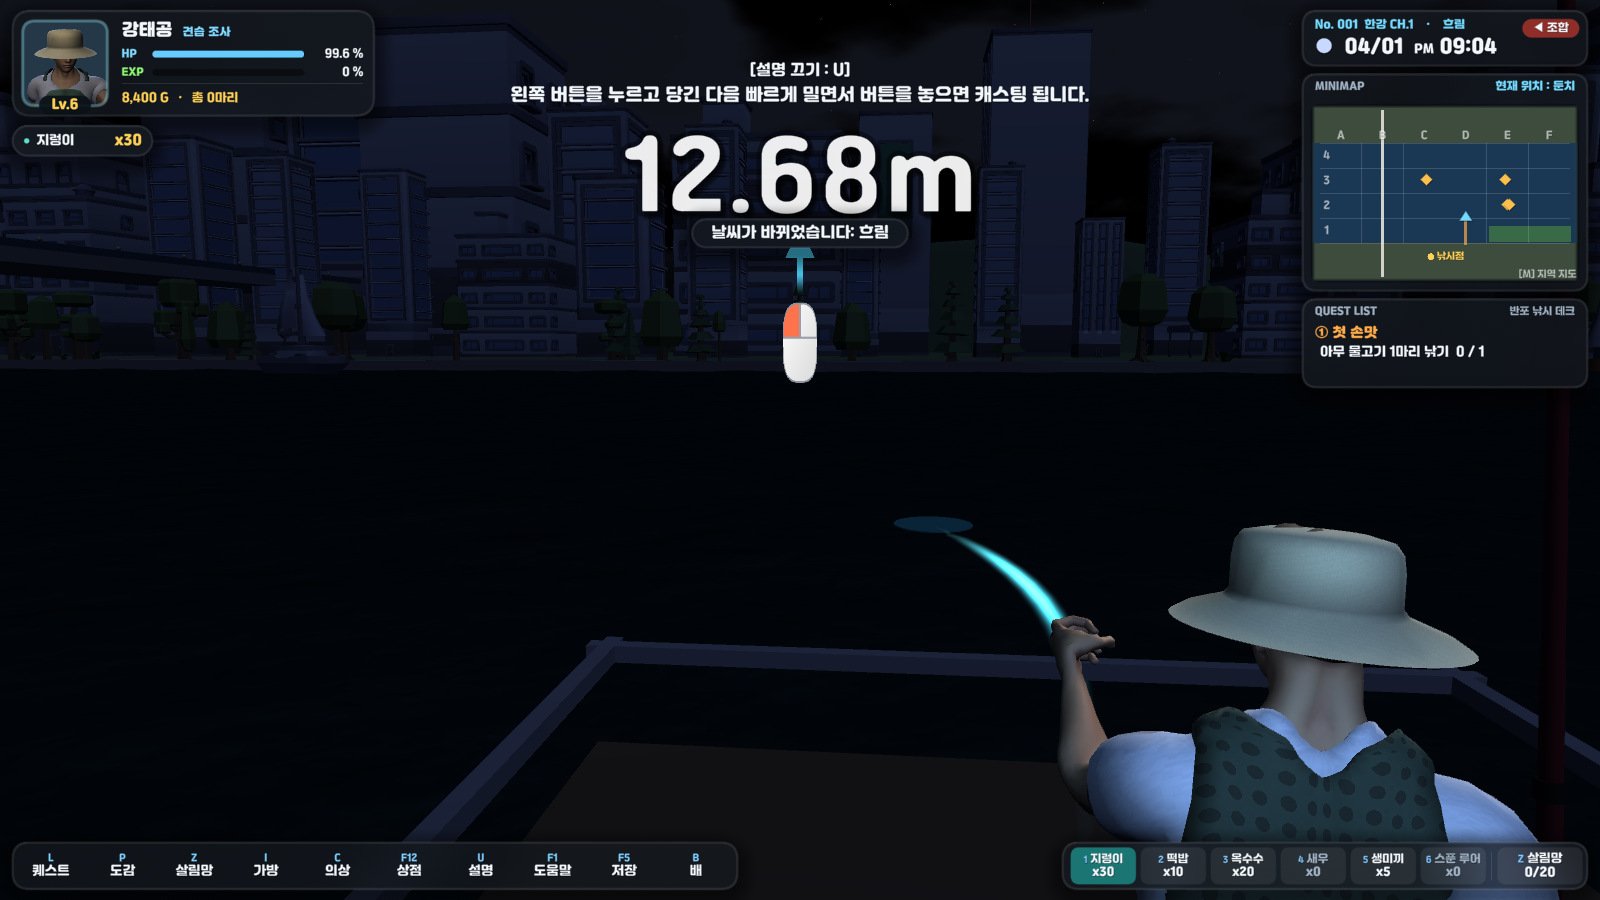 강태공 견습 조사
HP 99.6 %
EXP 0 %
Lv.6
8,400 G · 총 0마리
지렁이 x30
[설명 끄기 : U]
왼쪽 버튼을 누르고 당긴 다음 빠르게 밀면서 버튼을 놓으면 캐스팅 됩니다.
12.68m
날씨가 바뀌었습니다: 흐림
No. 001 한강 CH.1 · 흐림
◀ 조합
04/01 PM 09:04
MINIMAP 현재 위치 : 둔치
A B C D E F
4
3
2
1
낚시점
[M] 지역 지도
QUEST LIST 반포 낚시 데크
① 첫 손맛
아무 물고기 1마리 낚기 0 / 1
L 퀘스트
P 도감
Z 살림망
I 가방
C 의상
F12 상점
U 설명
F1 도움말
F5 저장
B 배
1 지렁이 x30
2 떡밥 x10
3 옥수수 x20
4 새우 x0
5 생미끼 x5
6 스푼 루어 x0
Z 살림망 0/20